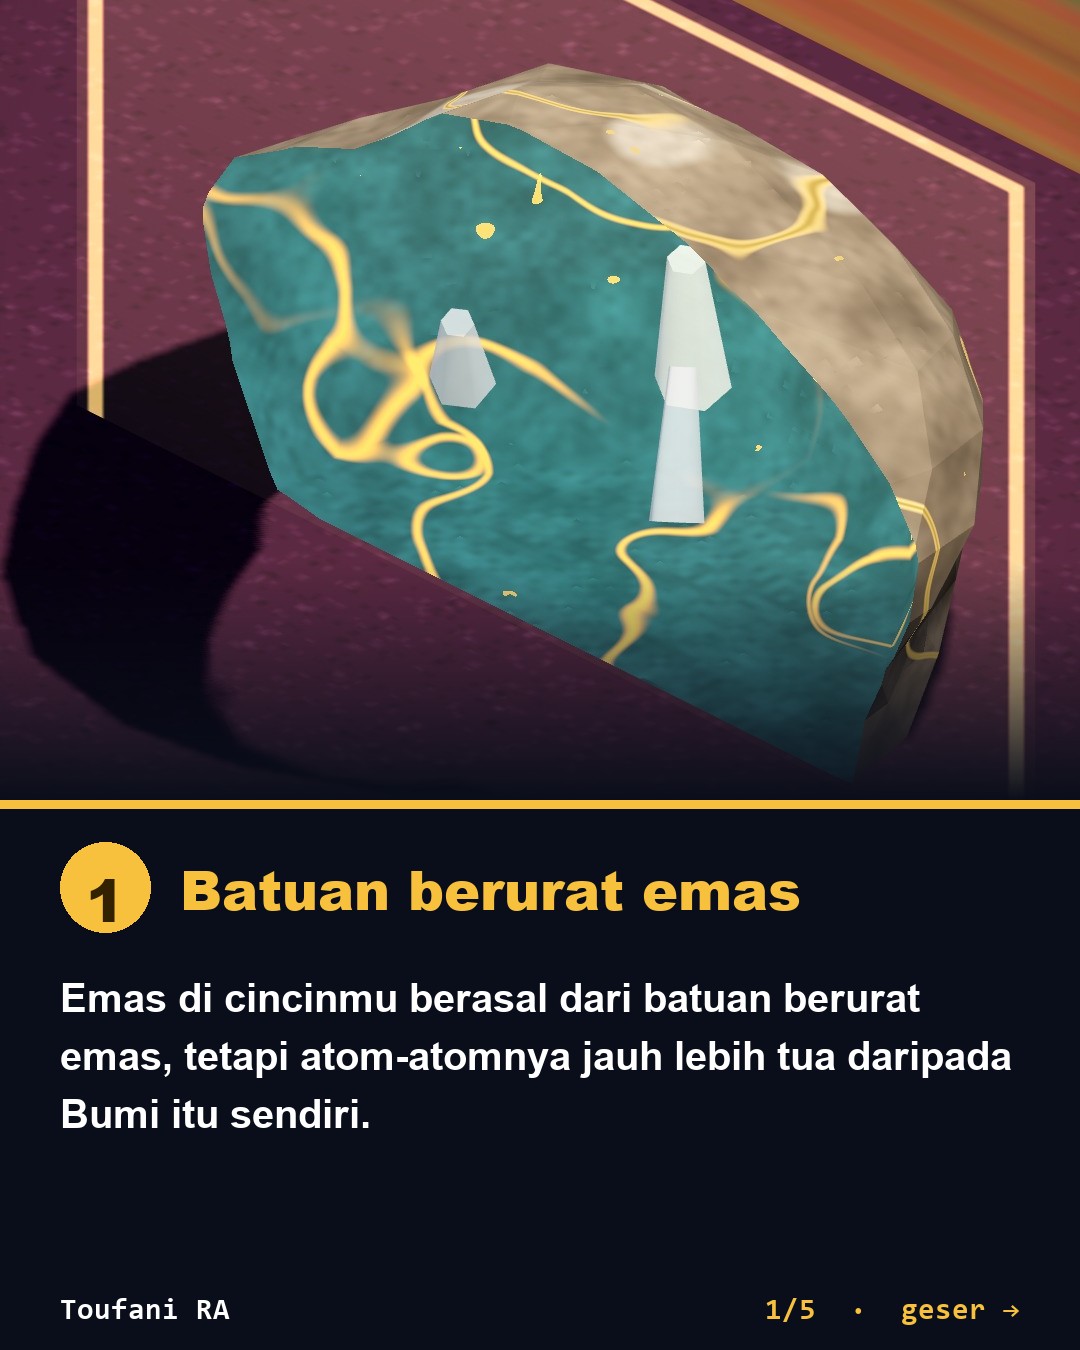 1 Batuan berurat emas
Emas di cincinmu berasal dari batuan berurat
emas, tetapi atom-atomnya jauh lebih tua daripada
Bumi itu sendiri.
Toufani RA 1/5 · geser →